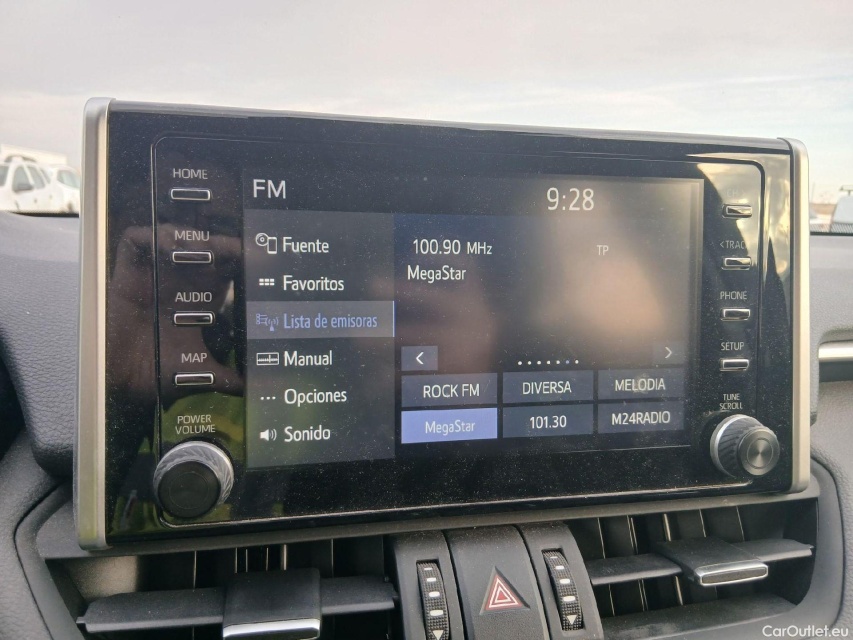 HOME
MENU
AUDIO
MAP
POWER
VOLUME
FM
9:28
Fuente
Favoritos
Lista de emisoras
Manual
Opciones
Sonido
100.90 MHz
TP
MegaStar
< >
ROCK FM DIVERSA MELODIA
MegaStar 101.30 M24RADIO
<TRACK
PHONE
SETUP
TUNE
SCROLL
CarOutlet.eu